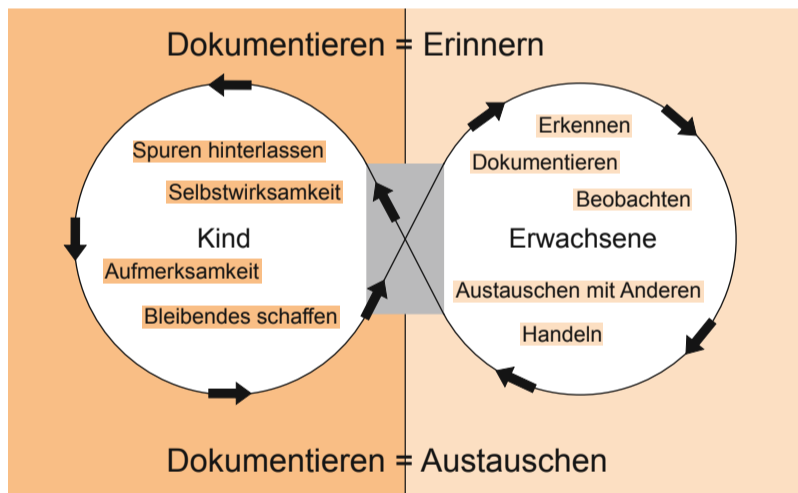 Dokumentieren = Erinnern
Spuren hinterlassen
Selbstwirksamkeit
Kind
Aufmerksamkeit
Bleibendes schaffen
Erkennen
Dokumentieren
Beobachten
Erwachsene
Austauschen mit Anderen
Handeln
Dokumentieren = Austauschen